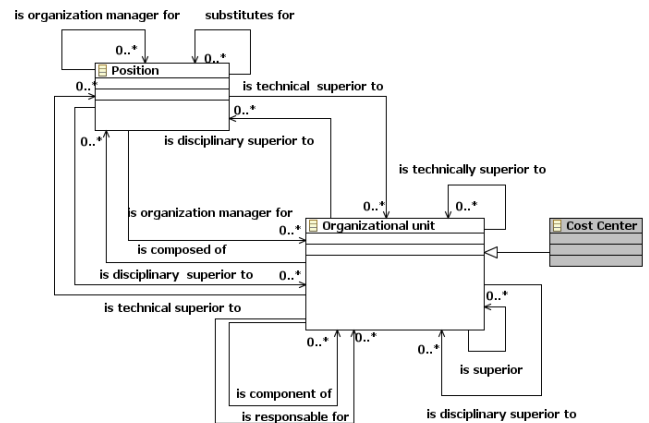 is organization manager for
substitutes for
0..*
0..*
Position
0..*
is technical superior to
0..*
0..*
is disciplinary superior to
is technically superior to
0..*
0..*
is organization manager for
0..*
Organizational unit
Cost Center
is composed of
is disciplinary superior to
0..*
0..*
is technical superior to
0..*
0..*
0..*
is superior
is component of
is responsable for
is disciplinary superior to